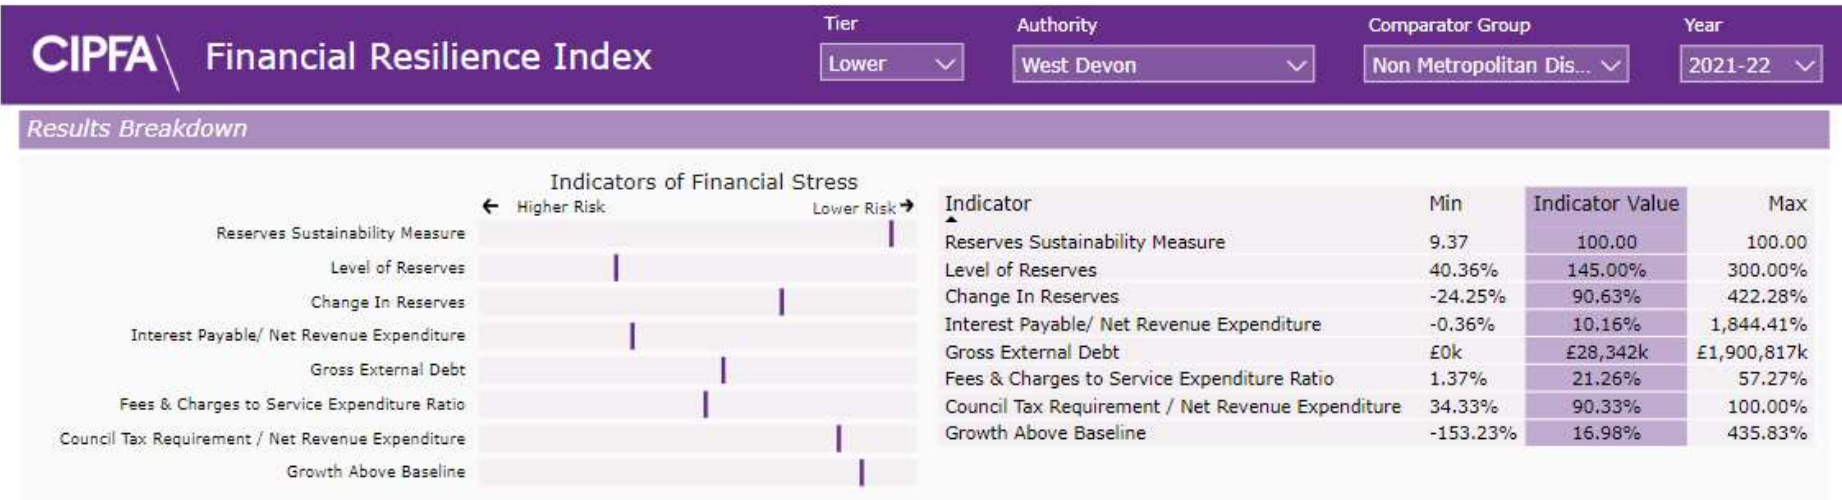 CIPFA\ Financial Resilience Index
Tier
Lower
Authority
West Devon
Comparator Group
Non Metropolitan Dis...
Year
2021-22
Results Breakdown
Indicators of Financial Stress
← Higher Risk Lower Risk →
Reserves Sustainability Measure
Level of Reserves
Change In Reserves
Interest Payable/ Net Revenue Expenditure
Gross External Debt
Fees & Charges to Service Expenditure Ratio
Council Tax Requirement / Net Revenue Expenditure
Growth Above Baseline
Indicator Min Indicator Value Max
Reserves Sustainability Measure 9.37 100.00 100.00
Level of Reserves 40.36% 145.00% 300.00%
Change In Reserves -24.25% 90.63% 422.28%
Interest Payable/ Net Revenue Expenditure -0.36% 10.16% 1,844.41%
Gross External Debt £0k £28,342k £1,900,817k
Fees & Charges to Service Expenditure Ratio 1.37% 21.26% 57.27%
Council Tax Requirement / Net Revenue Expenditure 34.33% 90.33% 100.00%
Growth Above Baseline -153.23% 16.98% 435.83%